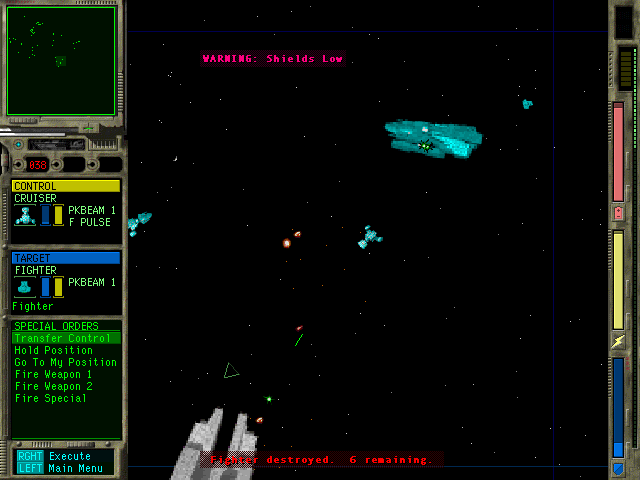 WARNING: Shields Low
038
CONTROL
CRUISER
PKBEAM 1
F PULSE
TARGET
FIGHTER
PKBEAM 1
Fighter
SPECIAL ORDERS
Transfer Control
Hold Position
Go To My Position
Fire Weapon 1
Fire Weapon 2
Fire Special
RGHT Execute
LEFT Main Menu
Fighter destroyed. 6 remaining.